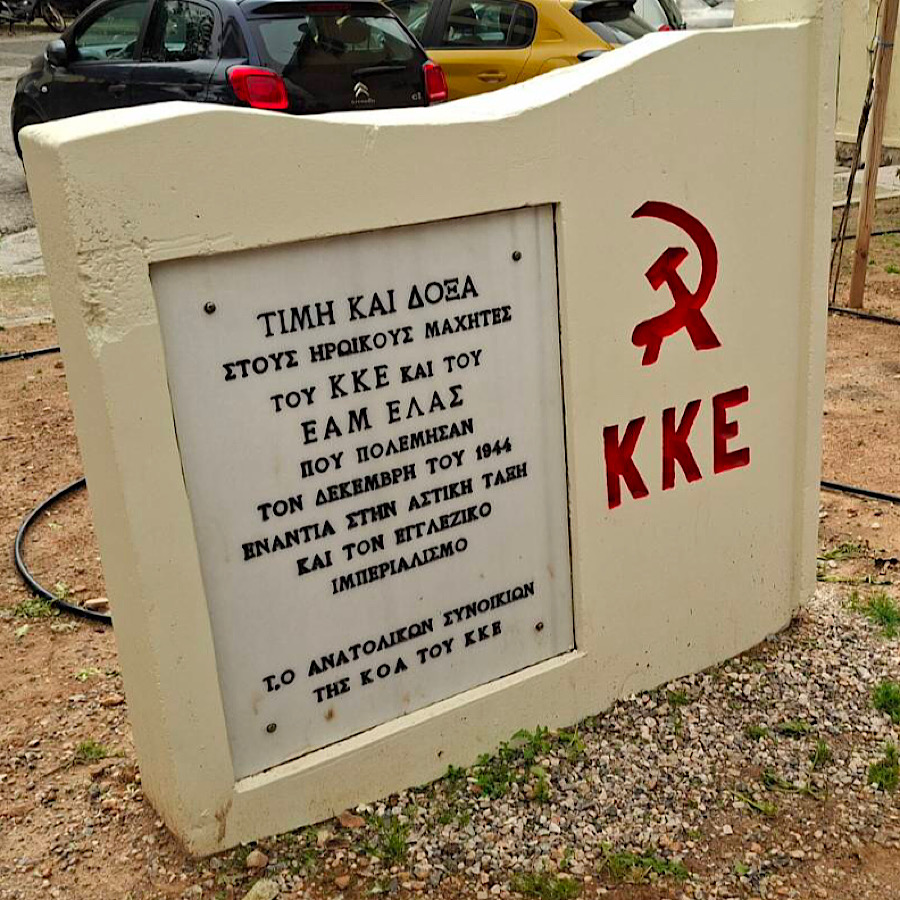 ΤΙΜΗ ΚΑΙ ΔΟΞΑ
ΣΤΟΥΣ ΗΡΩΙΚΟΥΣ ΜΑΧΗΤΕΣ
ΤΟΥ ΚΚΕ ΚΑΙ ΤΟΥ
ΕΑΜ ΕΛΑΣ
ΠΟΥ ΠΟΛΕΜΗΣΑΝ
ΤΟΝ ΔΕΚΕΜΒΡΗ ΤΟΥ 1944
ΕΝΑΝΤΙΑ ΣΤΗΝ ΑΣΤΙΚΗ ΤΑΞΗ
ΚΑΙ ΤΟΝ ΕΓΓΛΕΖΙΚΟ
ΙΜΠΕΡΙΑΛΙΣΜΟ
Τ.Ο ΑΝΑΤΟΛΙΚΩΝ ΣΥΝΟΙΚΙΩΝ
ΤΗΣ ΚΟΑ ΤΟΥ ΚΚΕ
ΚΚΕ